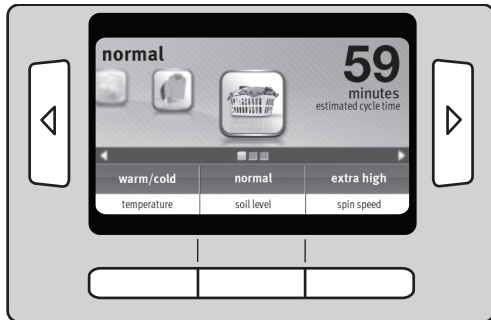 normal
59
minutes
estimated cycle time
warm/cold normal extra high
temperature soil level spin speed